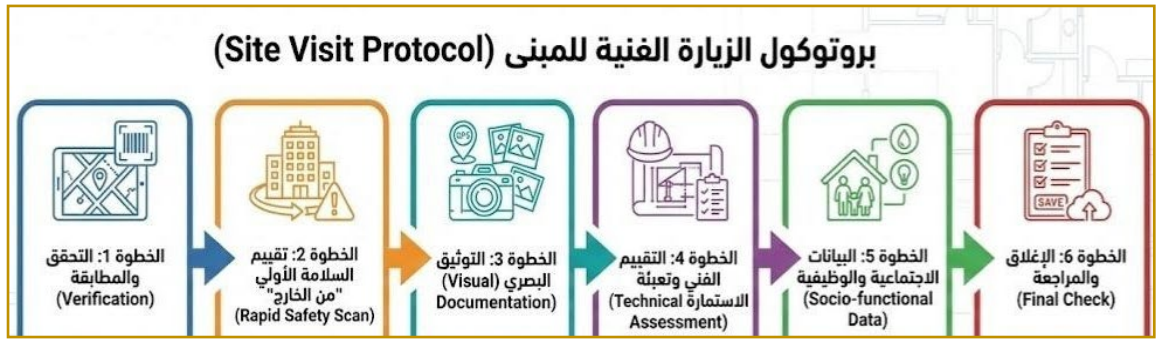 بروتوكول الزيارة الغنية للمبنى (Site Visit Protocol)
GPS
SAVE
الخطوة 1: التحقق
والمطابقة
(Verification)
الخطوة 2: تقييم
السلامة الأولي
"من الخارج"
(Rapid Safety Scan)
الخطوة 3: التوثيق
البصري (Visual
Documentation)
الخطوة 4: التقييم
الفني وتعبئة
الاستمارة (Technical
Assessment)
الخطوة 5: البيانات
الاجتماعية والوظيفية
(Socio-functional
Data)
الخطوة 6: الإغلاق
والمراجعة
(Final Check)